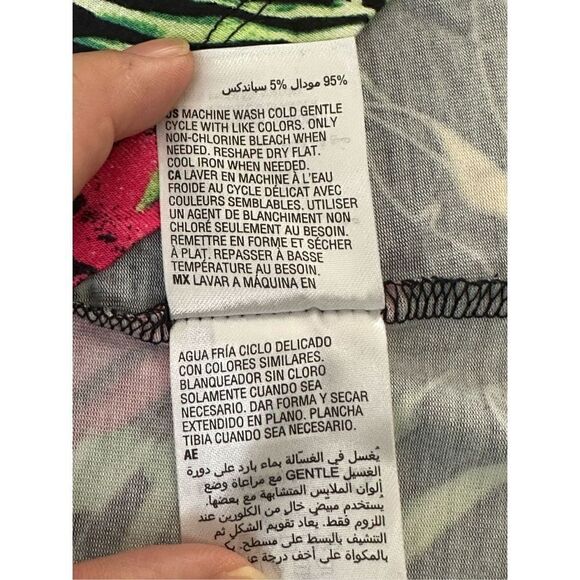 95% مودال 5% سباندكس
US MACHINE WASH COLD GENTLE
CYCLE WITH LIKE COLORS. ONLY
NON-CHLORINE BLEACH WHEN
NEEDED. RESHAPE DRY FLAT.
COOL IRON WHEN NEEDED.
CA LAVER EN MACHINE À L'EAU
FROIDE AU CYCLE DÉLICAT AVEC
COULEURS SEMBLABLES. UTILISER
UN AGENT DE BLANCHIMENT NON
CHLORÉ SEULEMENT AU BESOIN.
REMETTRE EN FORME ET SÉCHER
À PLAT. REPASSER À BASSE
TEMPÉRATURE AU BESOIN.
MX LAVAR A MÁQUINA EN
AGUA FRÍA CICLO DELICADO
CON COLORES SIMILARES.
BLANQUEADOR SIN CLORO
SOLAMENTE CUANDO SEA
NECESARIO. DAR FORMA Y SECAR
EXTENDIDO EN PLANO. PLANCHA
TIBIA CUANDO SEA NECESARIO.
AE
يُغسل في الغسالة بماء بارد على دورة
الغسيل GENTLE مع مراعاة وضع
ألوان الملابس المتشابهة مع بعضها.
يستخدم مبيض خالٍ من الكلورين عند
اللزوم فقط. يُعاد تقويم الشكل ثم
التنشيف بالبسط على مسطح.
بالمكواة على أخف درجة